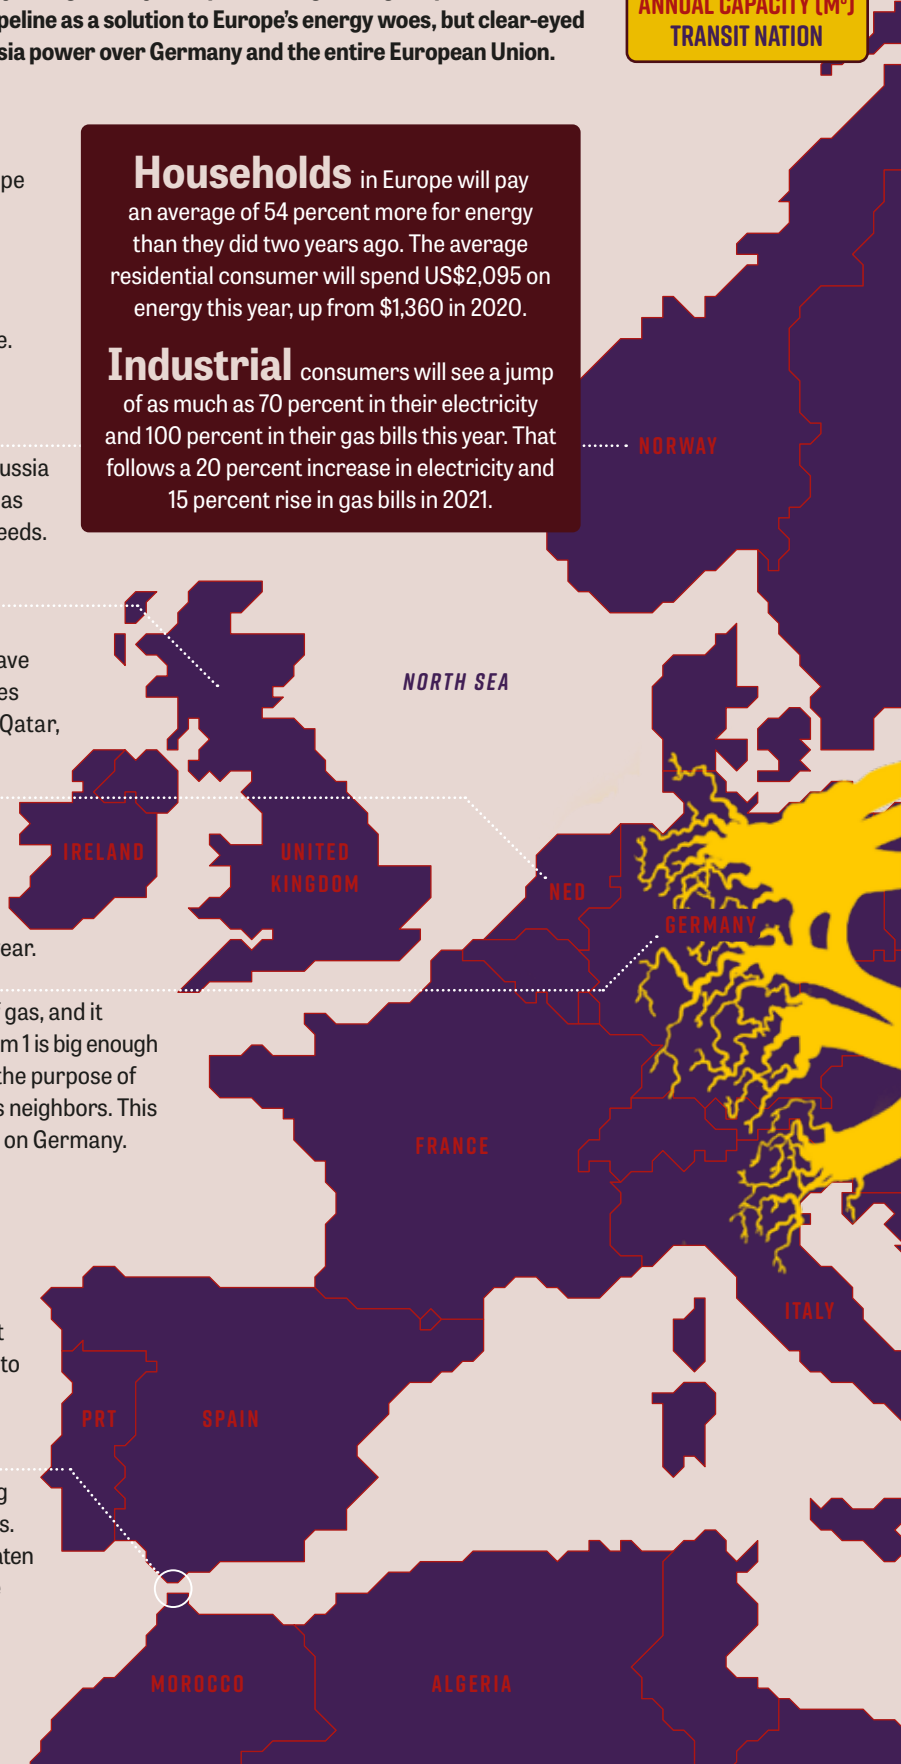 peline as a solution to Europe's energy woes, but clear-eyed
sia power over Germany and the entire European Union.
ANNUAL CAPACITY (M³)
TRANSIT NATION
Households in Europe will pay
an average of 54 percent more for energy
than they did two years ago. The average
residential consumer will spend US$2,095 on
energy this year, up from $1,360 in 2020.
Industrial consumers will see a jump
of as much as 70 percent in their electricity
and 100 percent in their gas bills this year. That
follows a 20 percent increase in electricity and
15 percent rise in gas bills in 2021.
pe
e.
ussia
as
eeds.
NORWAY
ave
es
Qatar,
NORTH SEA
IRELAND
UNITED
KINGDOM
NED
GERMANY
ear.
gas, and it
m 1 is big enough
the purpose of
s neighbors. This
on Germany.
FRANCE
ITALY
t
to
PRT
SPAIN
g
s.
aten
MOROCCO
ALGERIA